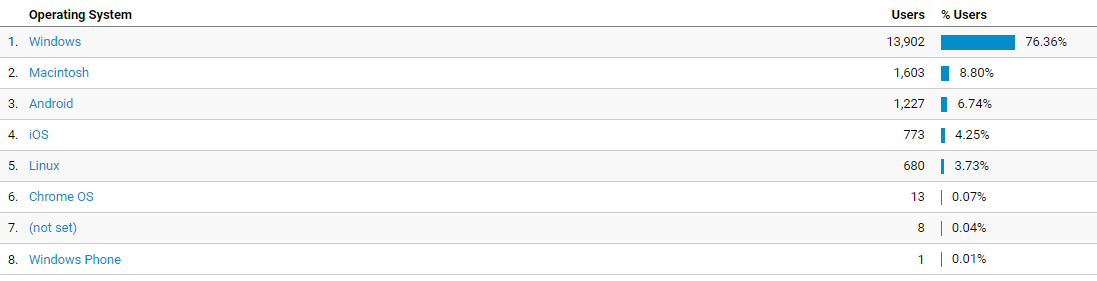 Operating System Users % Users
1. Windows 13,902 76.36%
2. Macintosh 1,603 8.80%
3. Android 1,227 6.74%
4. iOS 773 4.25%
5. Linux 680 3.73%
6. Chrome OS 13 0.07%
7. (not set) 8 0.04%
8. Windows Phone 1 0.01%